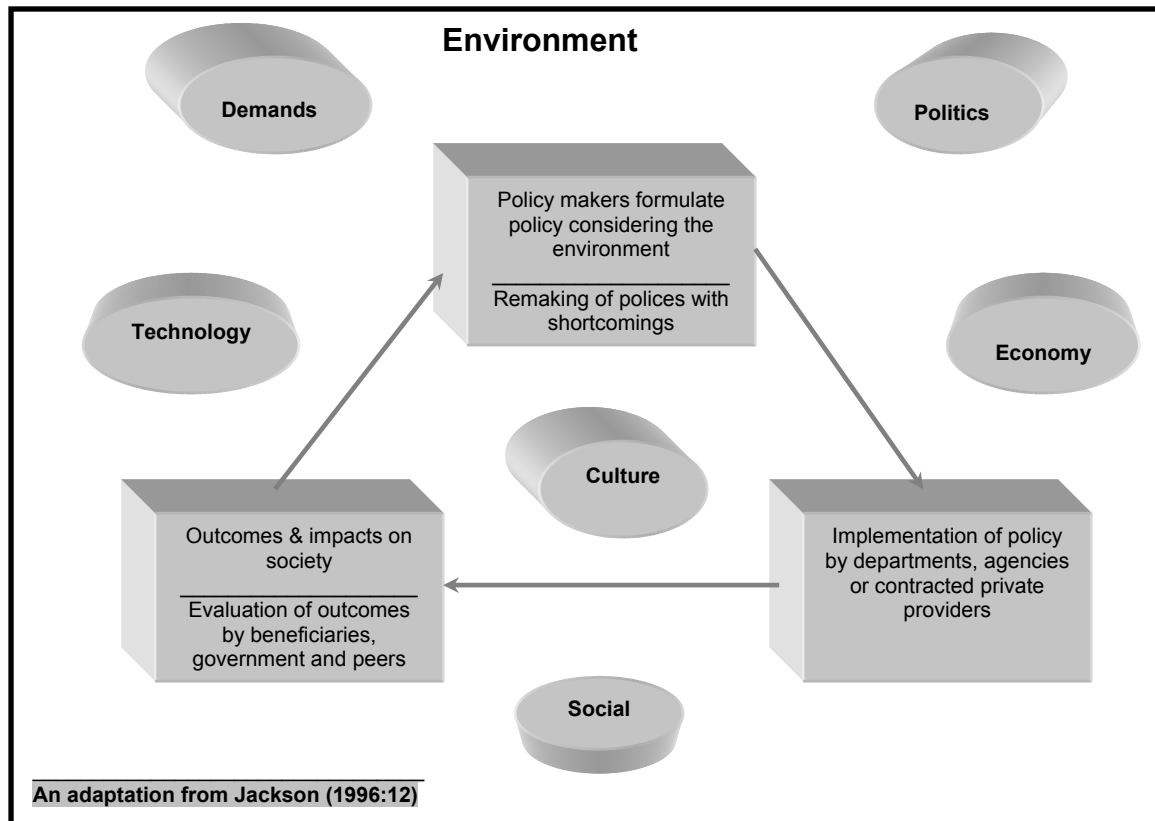 Environment
Demands
Politics
Policy makers formulate
policy considering the
environment
Remaking of polices with
shortcomings
Technology
Economy
Culture
Outcomes & impacts on
society
Evaluation of outcomes
by beneficiaries,
government and peers
Implementation of policy
by departments, agencies
or contracted private
providers
Social
An adaptation from Jackson (1996:12)